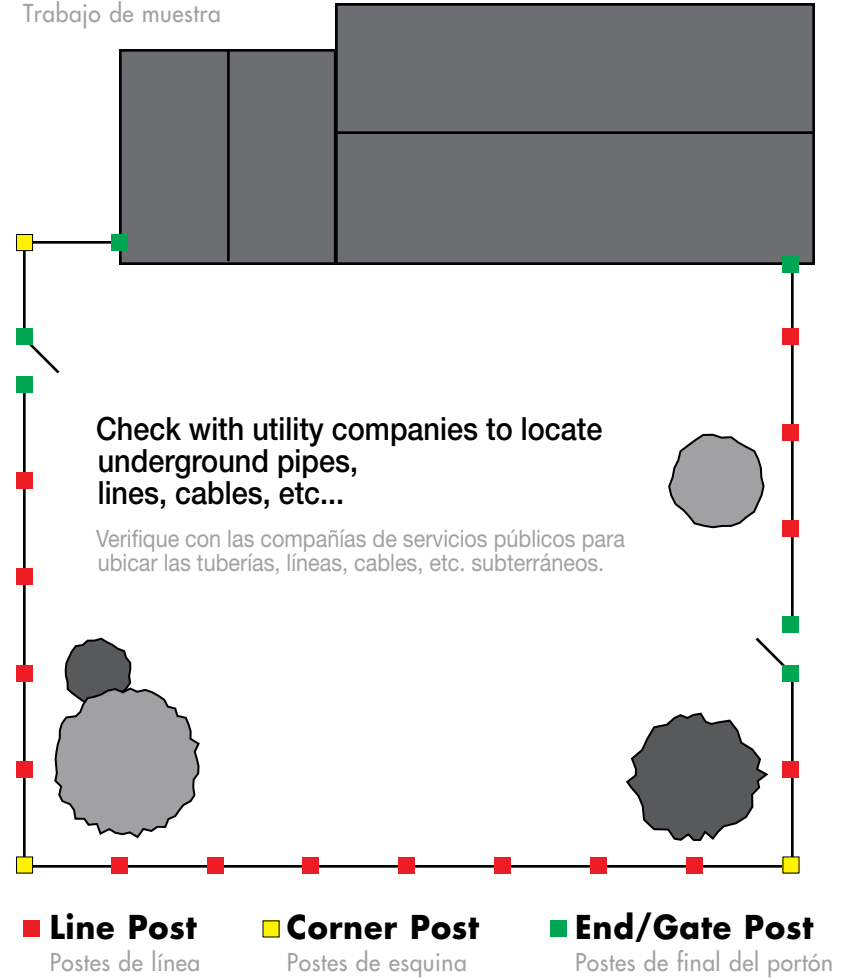 Trabajo de muestra
Check with utility companies to locate
underground pipes,
lines, cables, etc...
Verifique con las compañías de servicios públicos para
ubicar las tuberías, líneas, cables, etc. subterráneos.
Line Post
Corner Post
End/Gate Post
Postes de línea
Postes de esquina
Postes de final del portón